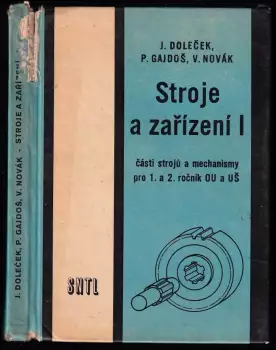 J. DOLEČEK, P. GAJDOŠ, V. NOVÁK - STROJE A ZAŘÍZENÍ I
J. DOLEČEK,
P. GAJDOŠ, V. NOVÁK
Stroje
a zařízení I
části strojů a mechanismy
pro 1. a 2. ročník OU a UŠ
SNTL